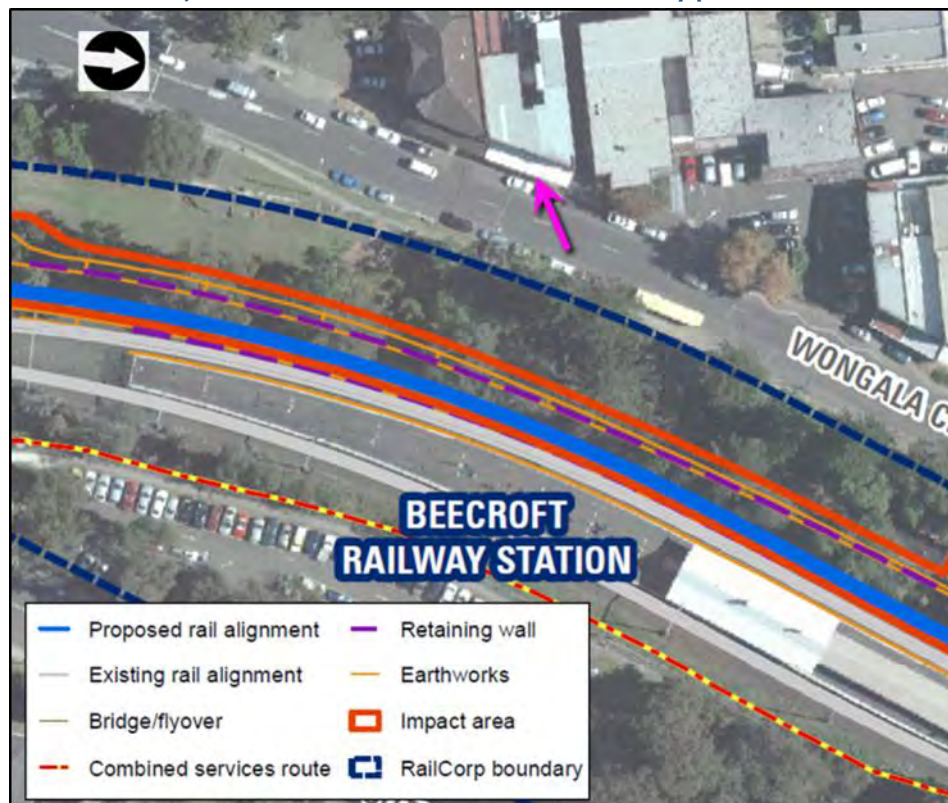 WONGALA C
BEECROFT
RAILWAY STATION
Proposed rail alignment
Retaining wall
Existing rail alignment
Earthworks
Bridge/flyover
Impact area
Combined services route
RailCorp boundary